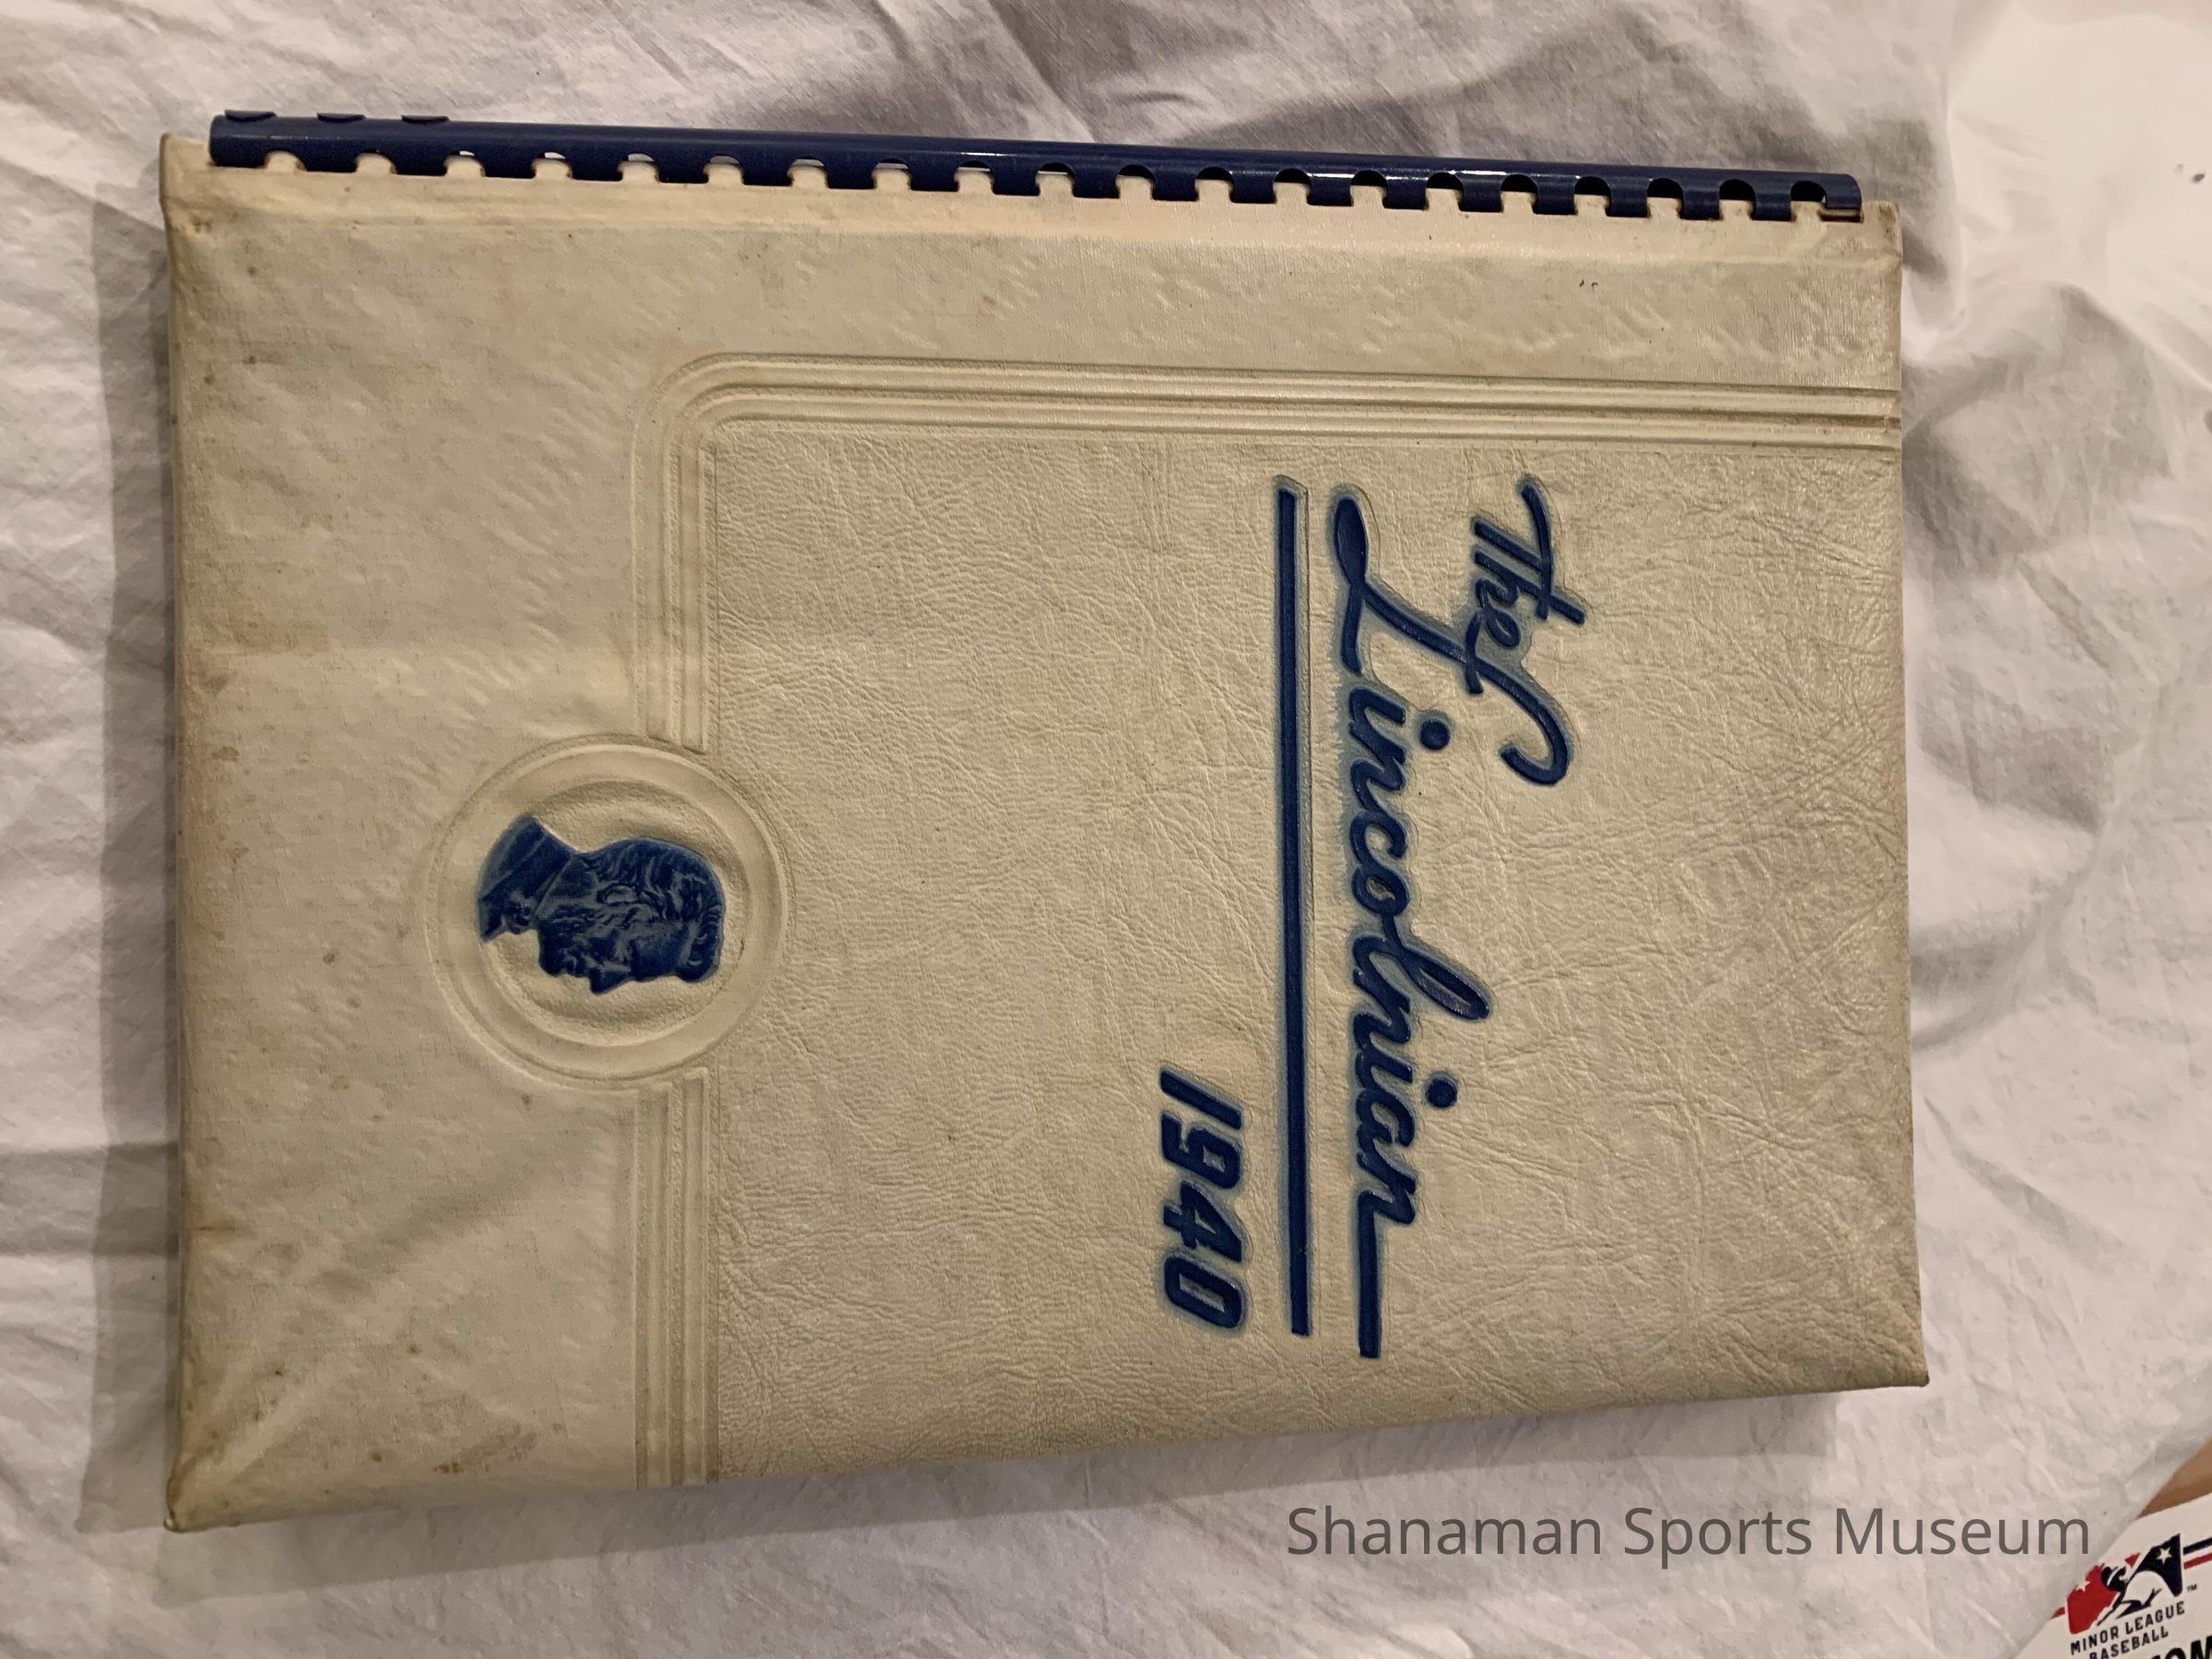 The
Lincolnian
1940
Shanaman Sports Museum
MINOR LEAGUE
BASEBALL